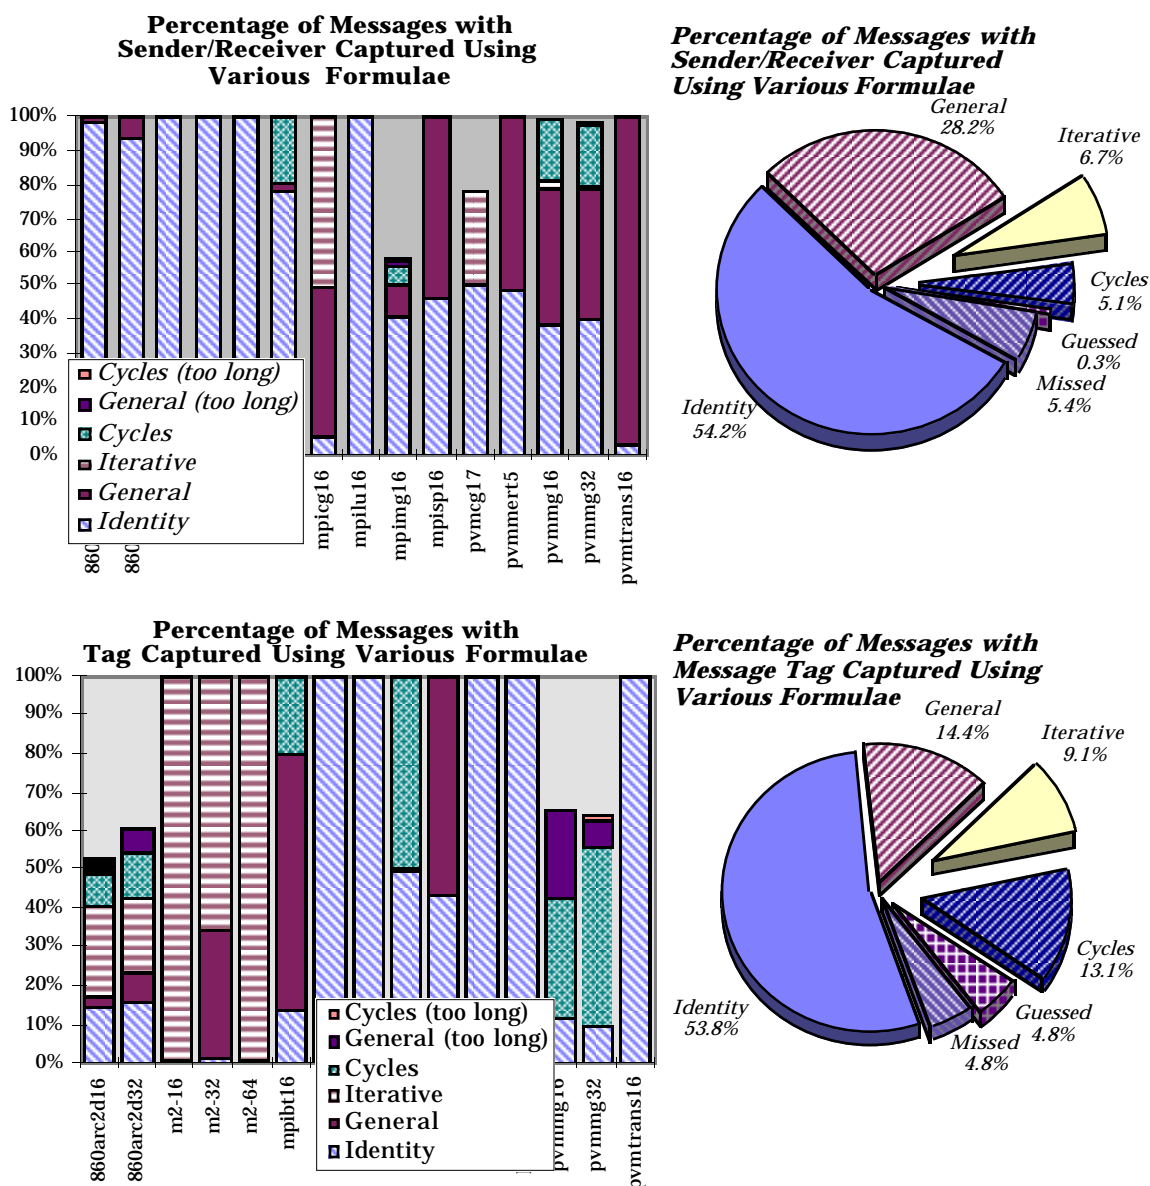 Percentage of Messages with
Sender/Receiver Captured Using
Various Formulae
100%
90%
80%
70%
60%
50%
40%
30%
20%
10%
0%
Cycles (too long)
General (too long)
Cycles
Iterative
General
Identity
860
860
mpicg16
mpilu16
mpimg16
mpisp16
pvmcg17
pvmmert5
pvmmg16
pvmmg32
pvmtrans16
Percentage of Messages with
Sender/Receiver Captured
Using Various Formulae
General
28.2%
Iterative
6.7%
Cycles
5.1%
Guessed
0.3%
Missed
5.4%
Identity
54.2%
Percentage of Messages with
Tag Captured Using Various Formulae
100%
90%
80%
70%
60%
50%
40%
30%
20%
10%
0%
Cycles (too long)
General (too long)
Cycles
Iterative
General
Identity
860arc2d16
860arc2d32
m2-16
m2-32
m2-64
mpibt16
pvmmg16
pvmmg32
pvmtrans16
Percentage of Messages with
Message Tag Captured Using
Various Formulae
General
14.4%
Iterative
9.1%
Cycles
13.1%
Guessed
4.8%
Missed
4.8%
Identity
53.8%